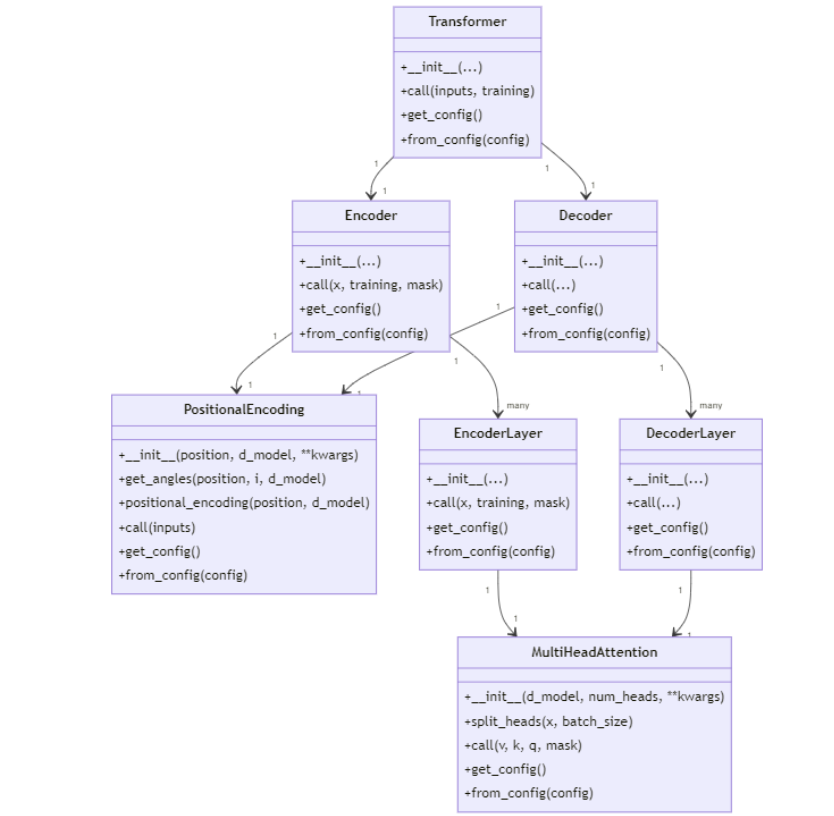 Transformer
+__init__(...)
+call(inputs, training)
+get_config()
+from_config(config)
1
1
1
1
Encoder
+__init__(...)
+call(x, training, mask)
+get_config()
+from_config(config)
Decoder
+__init__(...)
+call(...)
+get_config()
+from_config(config)
1
1
1
1
1
many
1
many
PositionalEncoding
+__init__(position, d_model, **kwargs)
+get_angles(position, i, d_model)
+positional_encoding(position, d_model)
+call(inputs)
+get_config()
+from_config(config)
EncoderLayer
+__init__(...)
+call(x, training, mask)
+get_config()
+from_config(config)
DecoderLayer
+__init__(...)
+call(...)
+get_config()
+from_config(config)
1
1
1
1
MultiHeadAttention
+__init__(d_model, num_heads, **kwargs)
+split_heads(x, batch_size)
+call(v, k, q, mask)
+get_config()
+from_config(config)